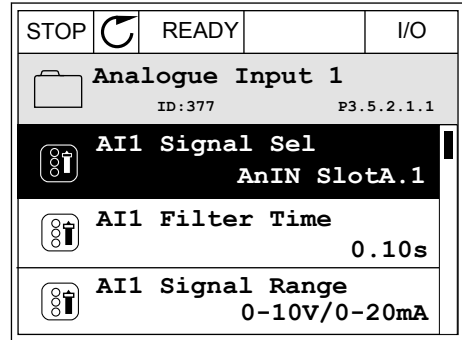 STOP READY I/O
Analogue Input 1
ID:377 P3.5.2.1.1
AI1 Signal Sel
AnIN SlotA.1
AI1 Filter Time
0.10s
AI1 Signal Range
0-10V/0-20mA